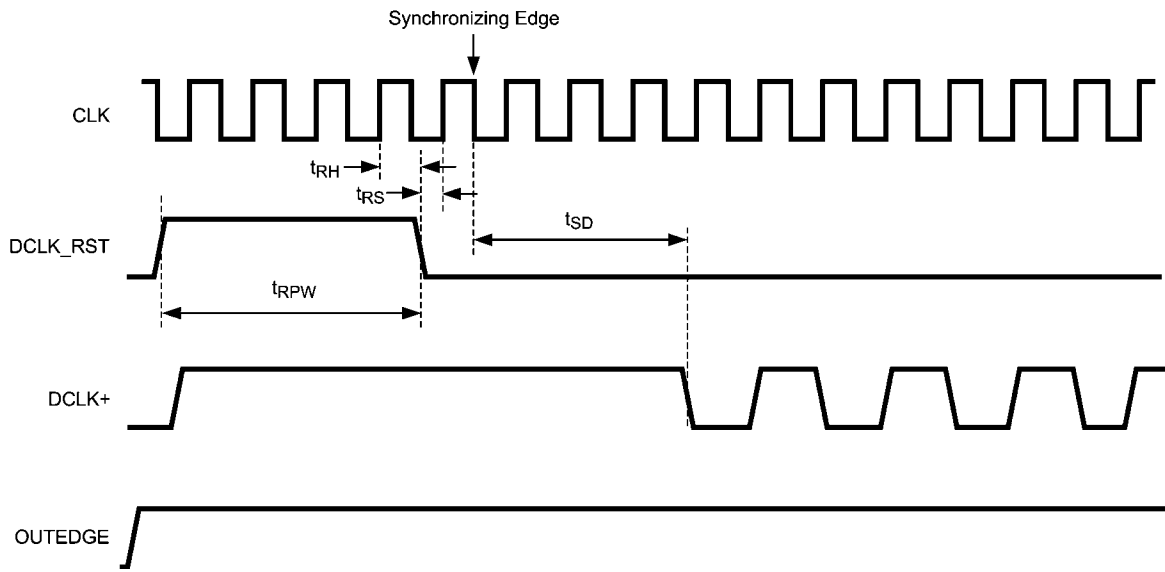 Synchronizing Edge
CLK
tRH
tRS
tSD
DCLK_RST
tRPW
DCLK+
OUTEDGE